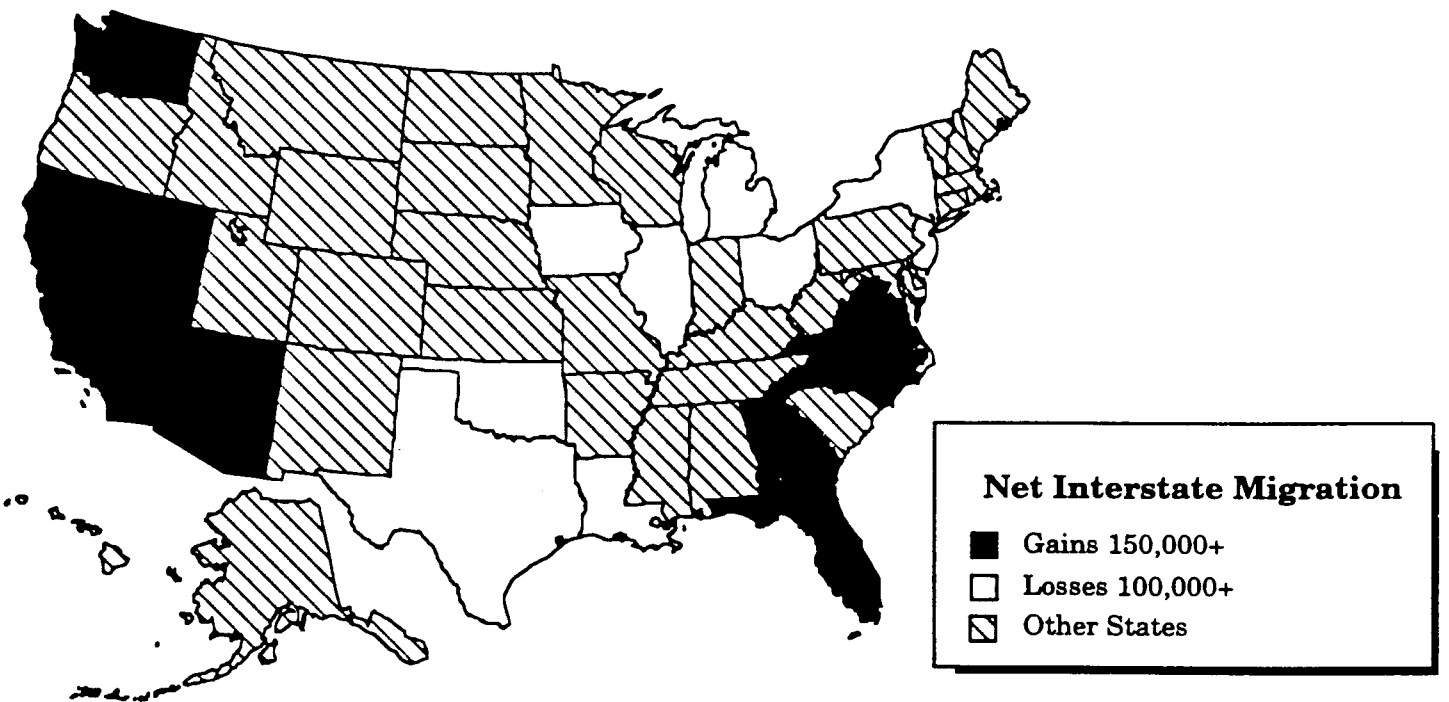 Net Interstate Migration
Gains 150,000+
Losses 100,000+
Other States